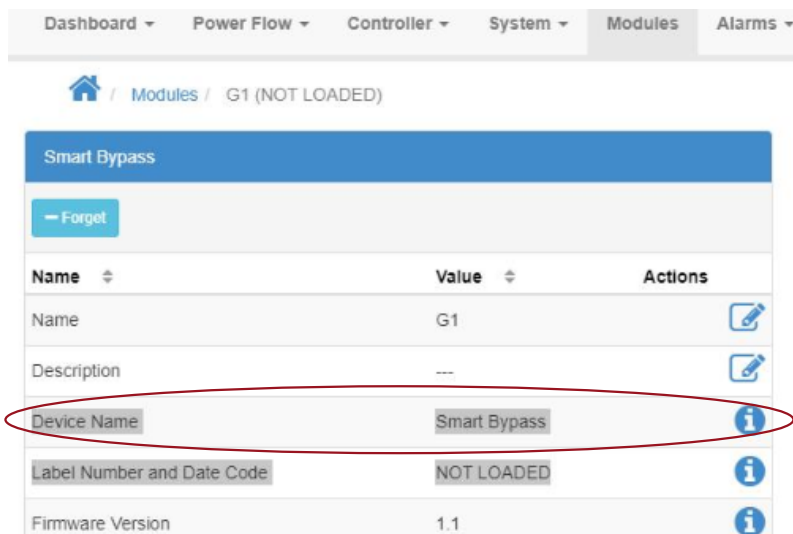 Dashboard Power Flow Controller System Modules Alarms
/ Modules / G1 (NOT LOADED)
Smart Bypass
Forget
Name Value Actions
Name G1
Description ---
Device Name Smart Bypass
Label Number and Date Code NOT LOADED
Firmware Version 1.1